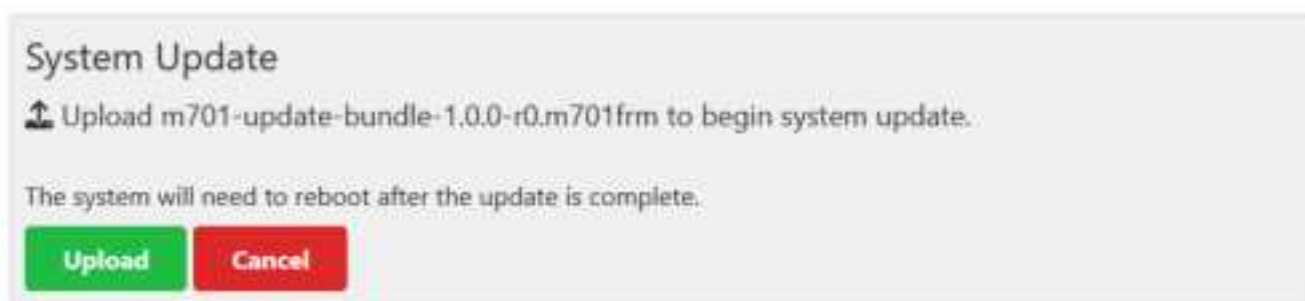 System Update
Upload m701-update-bundle-1.0.0-r0.m701frm to begin system update.
The system will need to reboot after the update is complete.
Upload Cancel